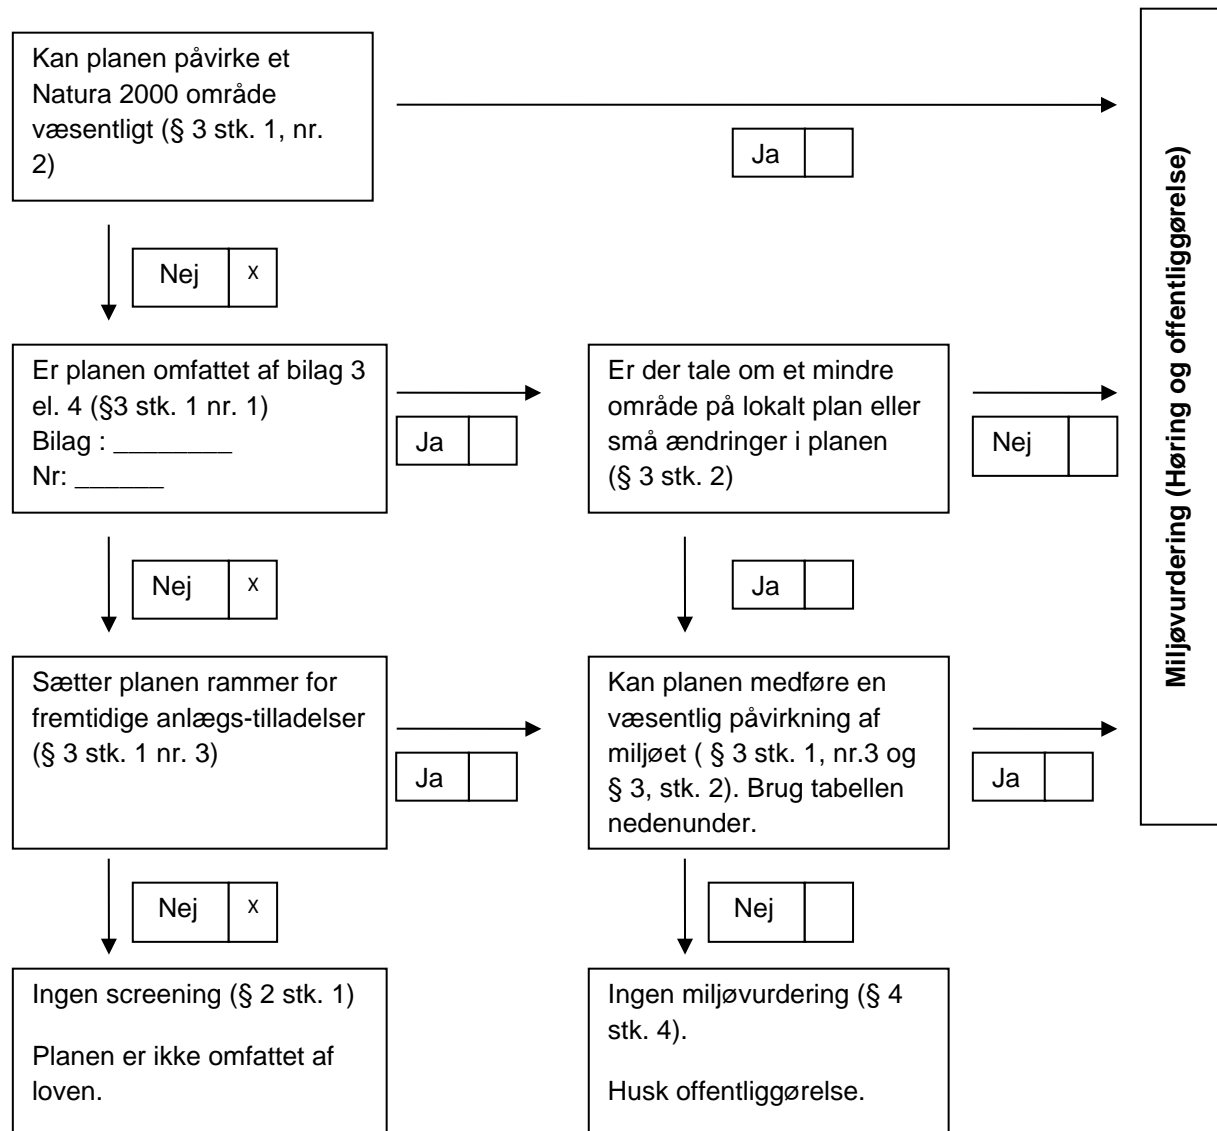 Kan planen påvirke et
Natura 2000 område
væsentligt (§ 3 stk. 1, nr.
2)
Ja
Nej x
Er planen omfattet af bilag 3
el. 4 (§3 stk. 1 nr. 1)
Bilag : ________
Nr: ______
Ja
Er der tale om et mindre
område på lokalt plan eller
små ændringer i planen
(§ 3 stk. 2)
Nej
Nej x
Ja
Sætter planen rammer for
fremtidige anlægs-tilladelser
(§ 3 stk. 1 nr. 3)
Ja
Kan planen medføre en
væsentlig påvirkning af
miljøet ( § 3 stk. 1, nr.3 og
§ 3, stk. 2). Brug tabellen
nedenunder.
Ja
Nej x
Nej
Ingen screening (§ 2 stk. 1)
Planen er ikke omfattet af
loven.
Ingen miljøvurdering (§ 4
stk. 4).
Husk offentliggørelse.
Miljøvurdering (Høring og offentliggørelse)